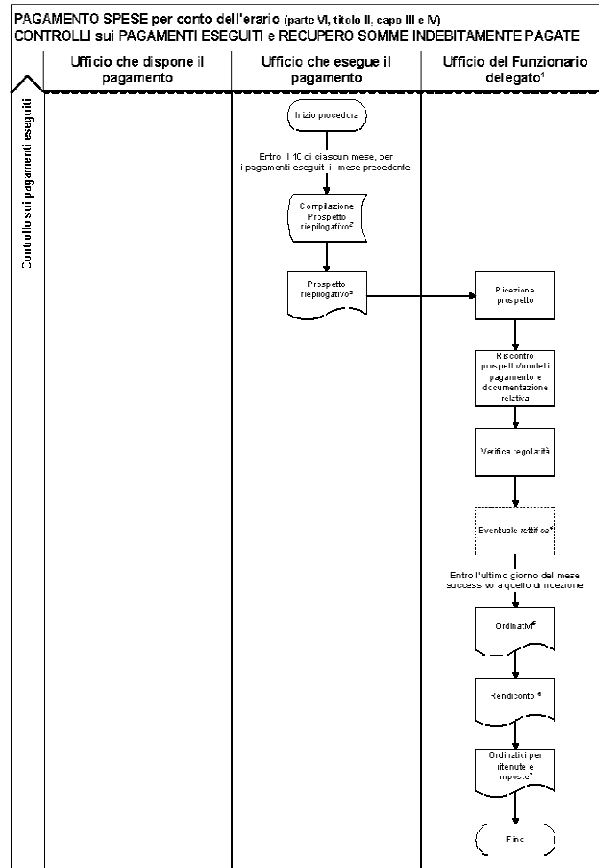 PAGAMENTO SPESE per conto dell'erario (parte VI, titolo II, capo III e IV)
CONTROLLI sui PAGAMENTI ESEGUITI e RECUPERO SOMME INDEBITAMENTE PAGATE
Ufficio che dispone il
pagamento
Ufficio che esegue il
pagamento
Ufficio del Funzionario
delegato¹
Controllo sui pagamenti eseguiti
Inizio procedura
Entro il 10 di ciascun mese, per
i pagamenti eseguiti il mese precedente
Compilazione
Prospetto
riepilogativo²
Prospetto
riepilogativo
Ricezione
prospetto
Riscontro
prospetto/modelli
pagamento e
documentazione
relativa
Verifica regolarità
Eventuale rettifica
Entro l'ultimo giorno del mese
successivo a quello di ricezione
Ordinativi
Rendiconto
Ordinativi per
ritenute e
imposte
Fine